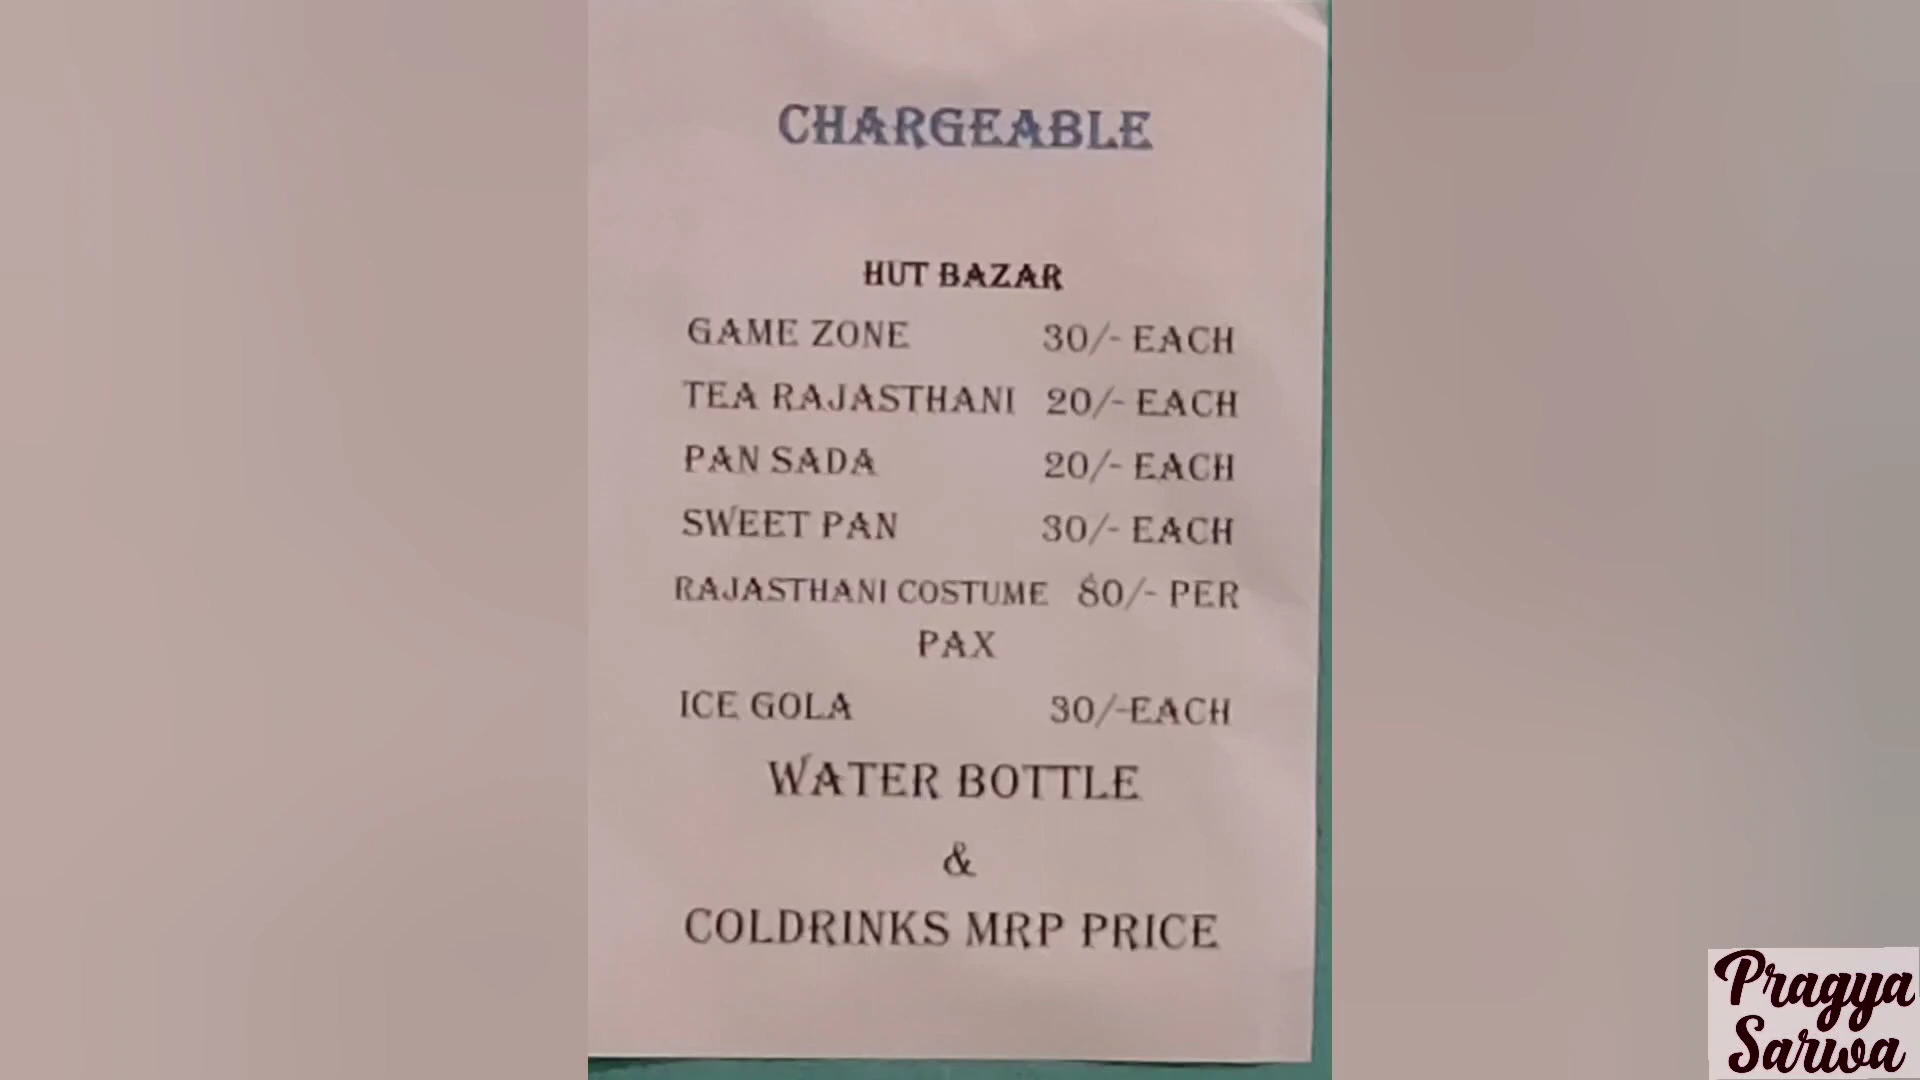 CHARGEABLE
HUT BAZAR
GAME ZONE 30/- EACH
TEA RAJASTHANI 20/- EACH
PAN SADA 20/- EACH
SWEET PAN 30/- EACH
RAJASTHANI COSTUME 80/- PER
PAX
ICE GOLA 30/-EACH
WATER BOTTLE
&
COLDRINKS MRP PRICE
Pragya
Sarwa